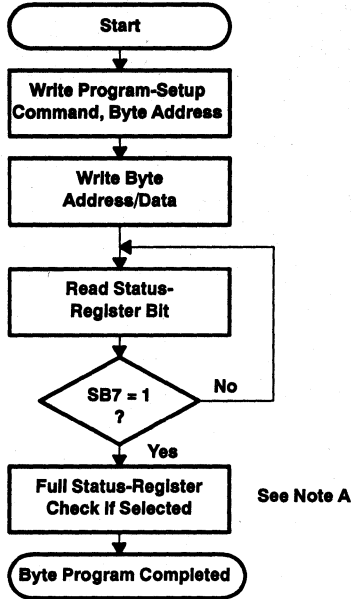 Start
Write Program-Setup
Command, Byte Address
Write Byte
Address/Data
Read Status-
Register Bit
SB7 = 1
?
No
Yes
Full Status-Register
Check if Selected
See Note A
Byte Program Completed